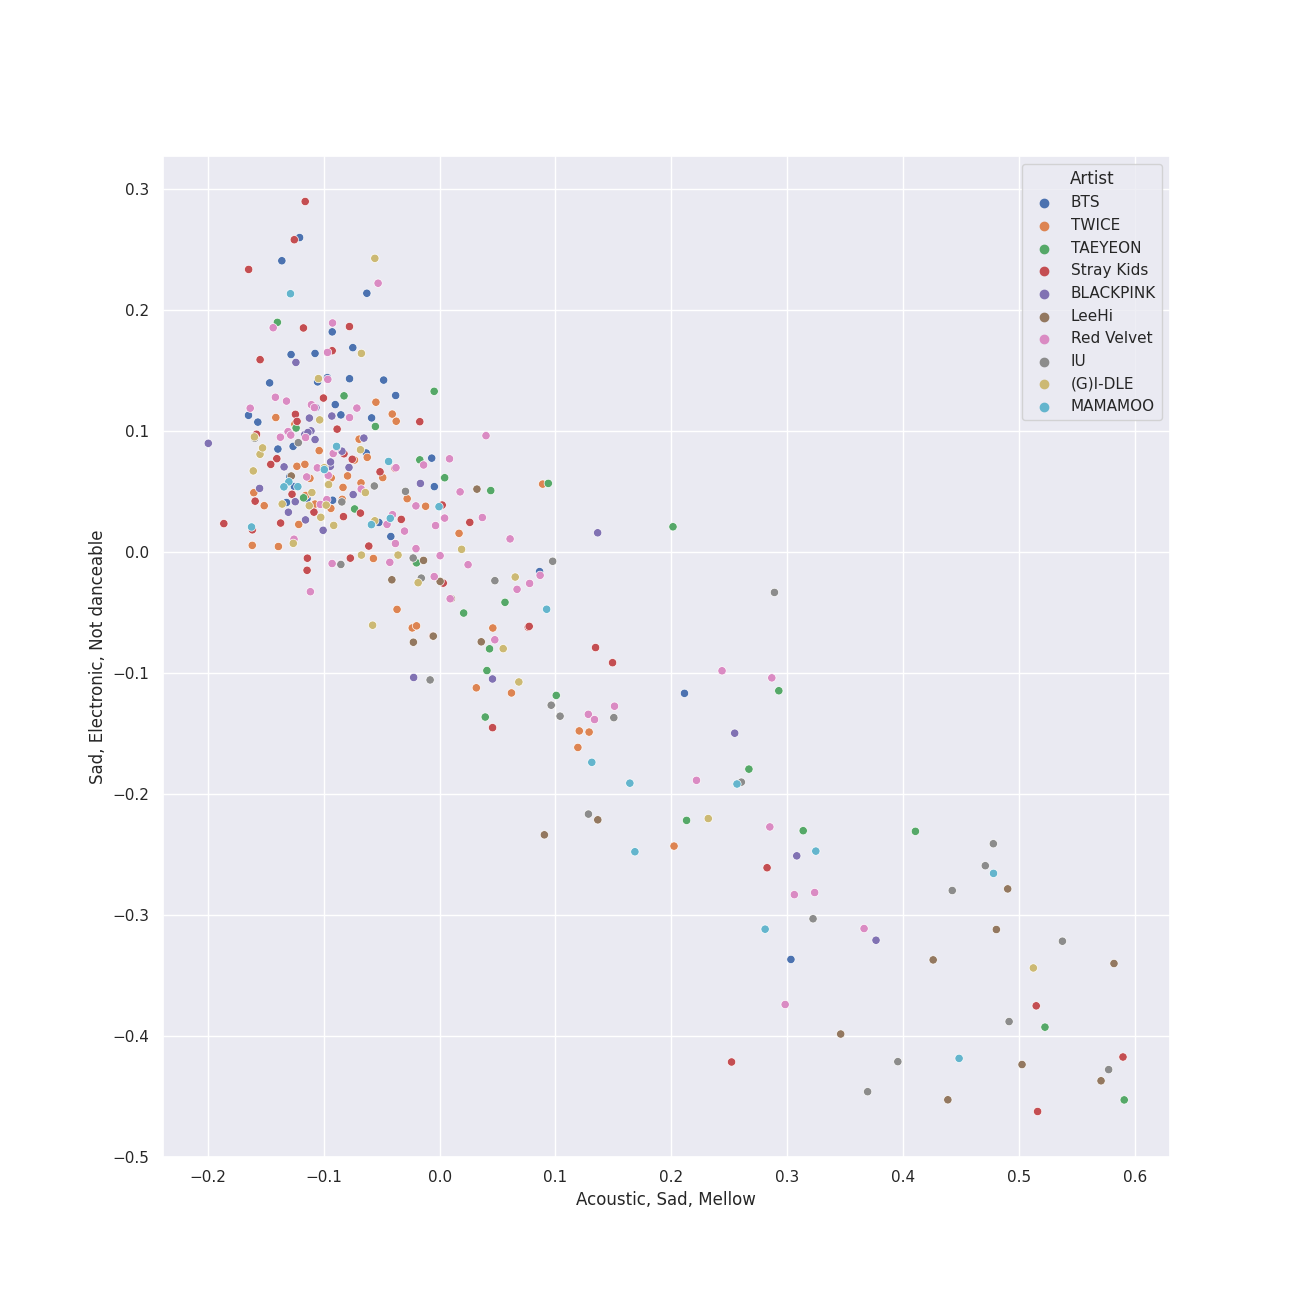 Artist
BTS
TWICE
TAEYEON
Stray Kids
BLACKPINK
LeeHi
Red Velvet
IU
(G)I-DLE
MAMAMOO
0.3
0.2
0.1
0.0
−0.1
−0.2
−0.3
−0.4
−0.5
Sad, Electronic, Not danceable
−0.2 −0.1 0.0 0.1 0.2 0.3 0.4 0.5 0.6
Acoustic, Sad, Mellow